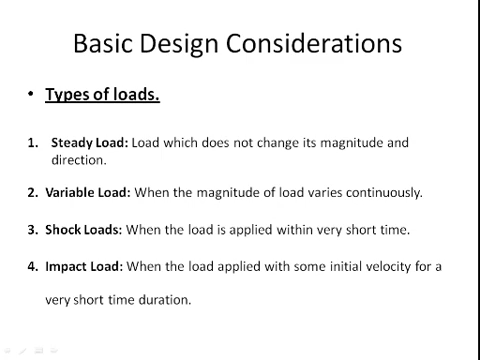 Basic Design Considerations
• Types of loads.
1. Steady Load: Load which does not change its magnitude and
direction.
2. Variable Load: When the magnitude of load varies continuously.
3. Shock Loads: When the load is applied within very short time.
4. Impact Load: When the load applied with some initial velocity for a
very short time duration.